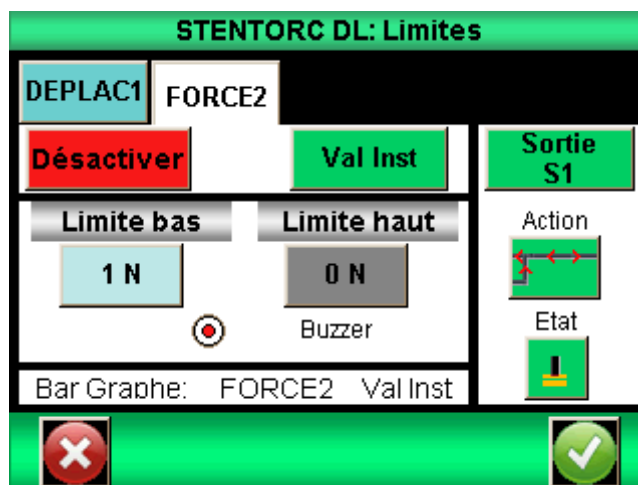 STENTORC DL: Limites
DEPLAC1 FORCE2
Désactiver Val Inst
Sortie
S1
Limite bas Limite haut
Action
1 N 0 N
Etat
Buzzer
Bar Graphe: FORCE2 Val Inst